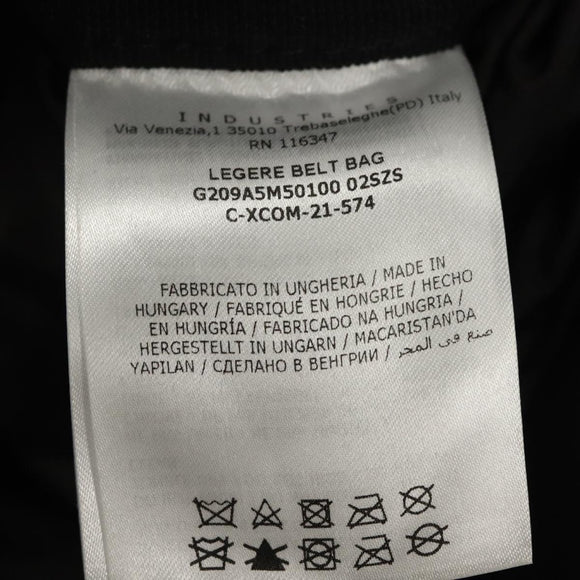 INDUSTRIES
Via Venezia,1 35010 Trebaseleghe(PD) Italy
RN 116347
LEGERE BELT BAG
G209A5M50100 02SZS
C-XCOM-21-574
FABBRICATO IN UNGHERIA / MADE IN
HUNGARY / FABRIQUÉ EN HONGRIE / HECHO
EN HUNGRÍA / FABRICADO NA HUNGRIA /
HERGESTELLT IN UNGARN / MACARISTAN'DA
YAPILAN / СДЕЛАНО В ВЕНГРИИ / صنع في المجر